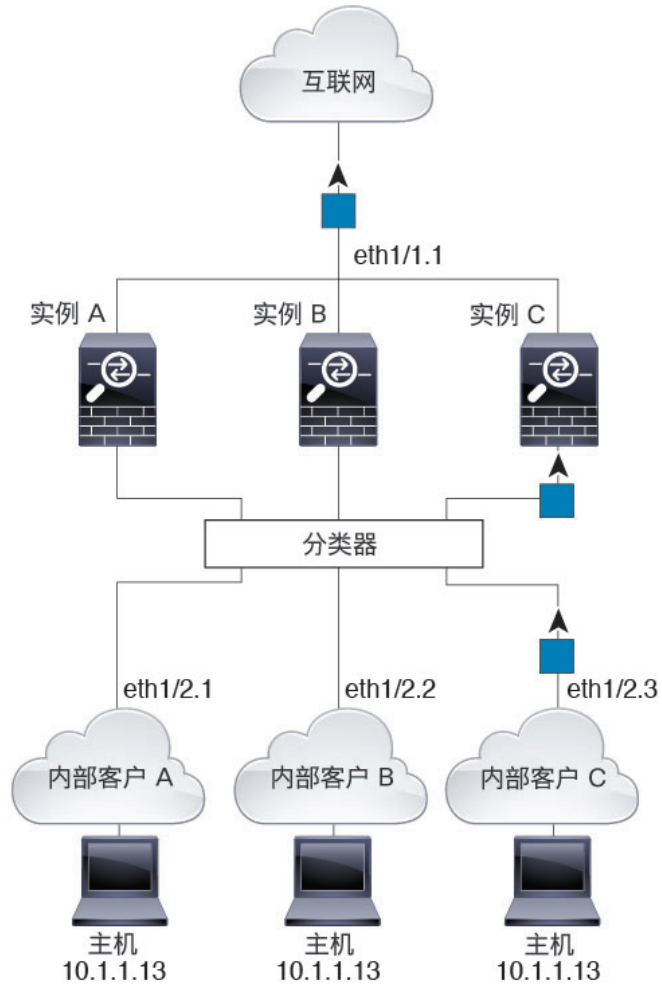 互联网
eth1/1.1
实例 A
实例 B
实例 C
分类器
eth1/2.1
eth1/2.2
eth1/2.3
内部客户 A
内部客户 B
内部客户 C
主机
10.1.1.13
主机
10.1.1.13
主机
10.1.1.13